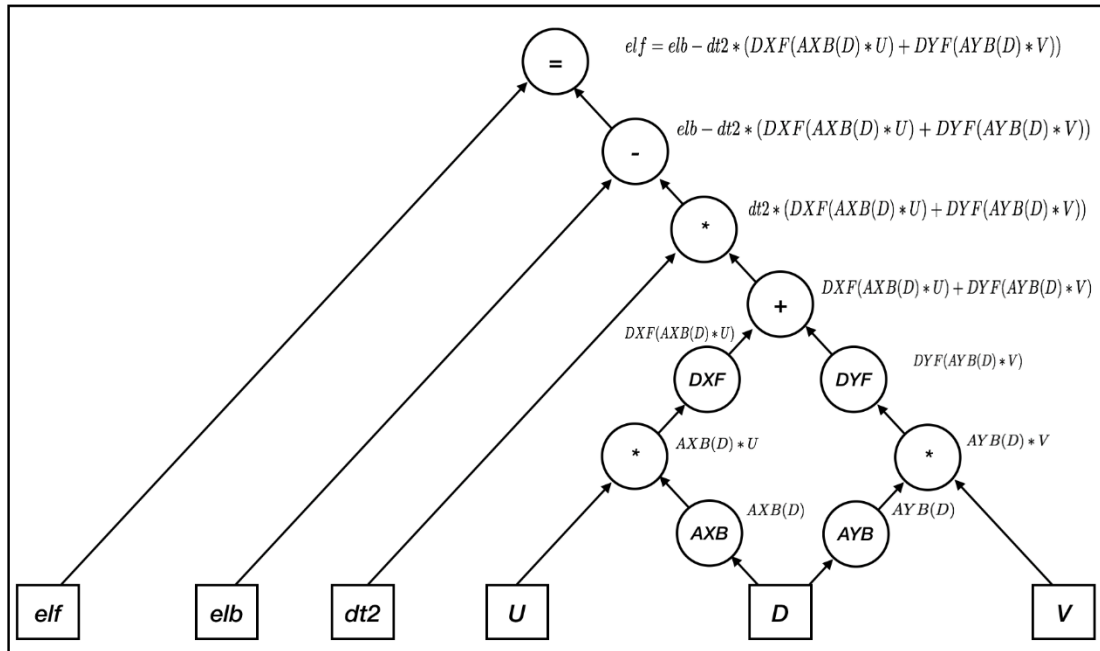 elf = elb − dt2 * (DXF(AXB(D) * U) + DYF(AYB(D) * V))
=
elb − dt2 * (DXF(AXB(D) * U) + DYF(AYB(D) * V))
-
dt2 * (DXF(AXB(D) * U) + DYF(AYB(D) * V))
*
DXF(AXB(D) * U) + DYF(AYB(D) * V)
+
DXF(AXB(D) * U)
DYF(AYB(D) * V)
DXF
DYF
AXB(D) * U
AYB(D) * V
*
*
AXB(D)
AYB(D)
AXB
AYB
elf
elb
dt2
U
D
V